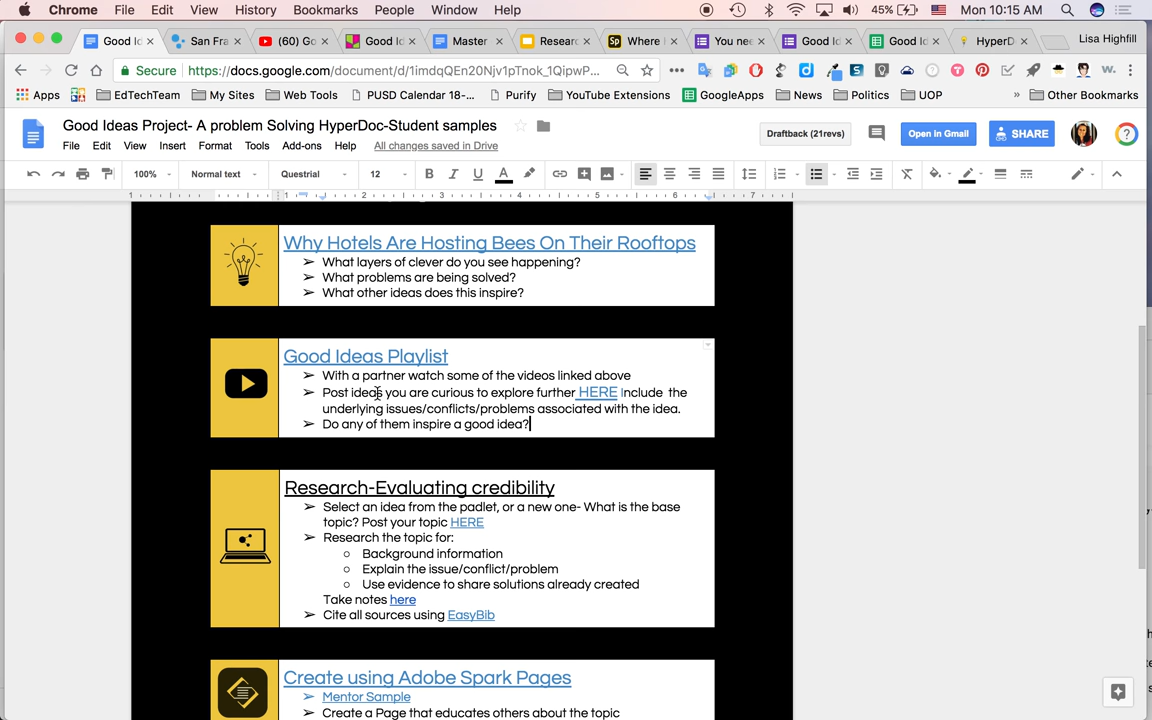 Chrome File Edit View History Bookmarks People Window Help 45% Mon 10:15 AM
Good Id San Fra (60) Go Good Id Master Researc Where I You nee Good Id Good Id HyperD Lisa Highfill
Secure https://docs.google.com/document/d/1imdqQEn20Njv1pTnok_1QipwP...
Apps EdTechTeam My Sites Web Tools PUSD Calendar 18-... Purify YouTube Extensions GoogleApps News Politics UOP » Other Bookmarks
Good Ideas Project- A problem Solving HyperDoc-Student samples
Draftback (21revs) Open in Gmail SHARE
File Edit View Insert Format Tools Add-ons Help All changes saved in Drive
100% Normal text Questrial 12 B I U A
1 1 2 3 4 5 6 7
Why Hotels Are Hosting Bees On Their Rooftops
➢ What layers of clever do you see happening?
➢ What problems are being solved?
➢ What other ideas does this inspire?
Good Ideas Playlist
➢ With a partner watch some of the videos linked above
➢ Post ideas you are curious to explore further HERE Include the
underlying issues/conflicts/problems associated with the idea.
➢ Do any of them inspire a good idea?
Research-Evaluating credibility
➢ Select an idea from the padlet, or a new one- What is the base
topic? Post your topic HERE
➢ Research the topic for:
○ Background information
○ Explain the issue/conflict/problem
○ Use evidence to share solutions already created
Take notes here
➢ Cite all sources using EasyBib
Create using Adobe Spark Pages
➢ Mentor Sample
➢ Create a Page that educates others about the topic